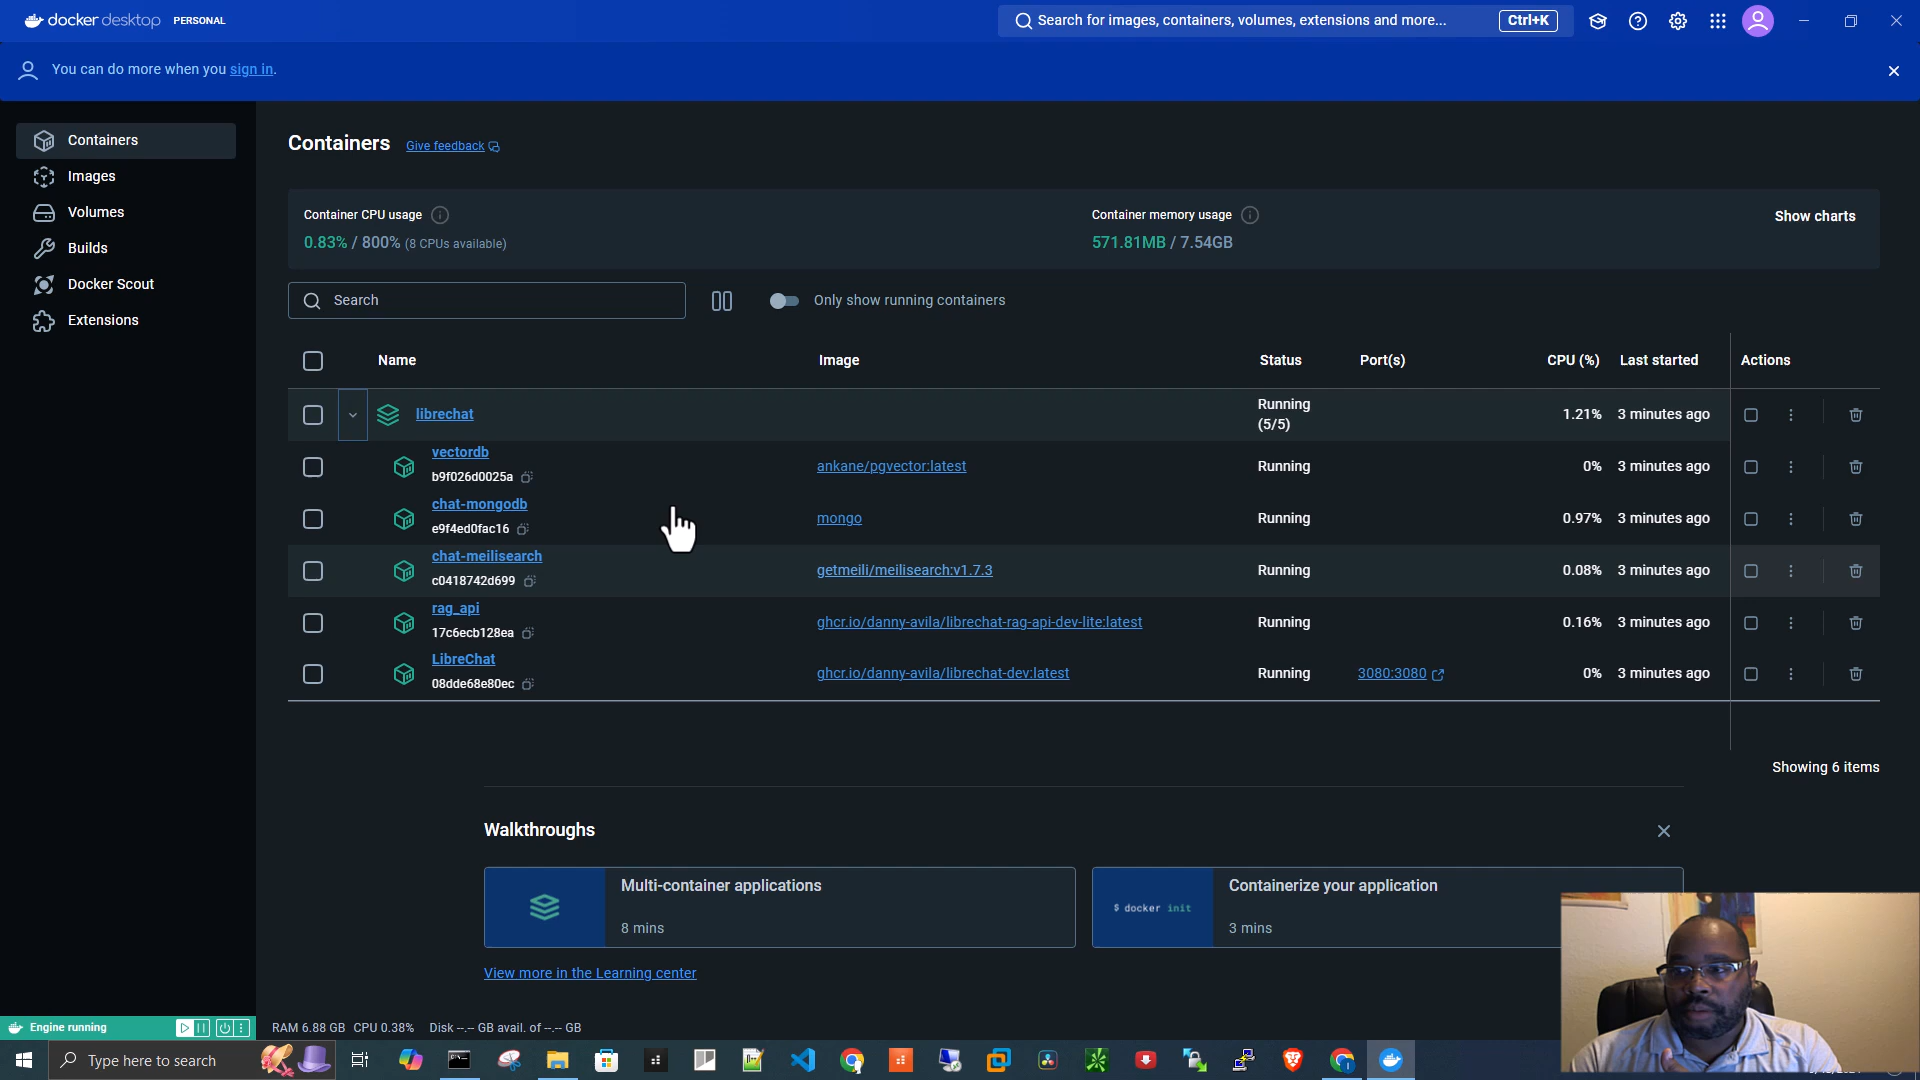 docker desktop PERSONAL
Search for images, containers, volumes, extensions and more... Ctrl+K
You can do more when you sign in.
Containers
Images
Volumes
Builds
Docker Scout
Extensions
Containers Give feedback
Container CPU usage
0.83% / 800% (8 CPUs available)
Container memory usage
571.81MB / 7.54GB
Show charts
Search
Only show running containers
Name Image Status Port(s) CPU (%) Last started Actions
librechat Running (5/5) 1.21% 3 minutes ago
vectordb
b9f026d0025a
ankane/pgvector:latest Running 0% 3 minutes ago
chat-mongodb
e9f4ed0fac16
mongo Running 0.97% 3 minutes ago
chat-meilisearch
c0418742d699
getmeili/meilisearch:v1.7.3 Running 0.08% 3 minutes ago
rag_api
17c6ecb128ea
ghcr.io/danny-avila/librechat-rag-api-dev-lite:latest Running 0.16% 3 minutes ago
LibreChat
08dde68e80ec
ghcr.io/danny-avila/librechat-dev:latest Running 3080:3080 0% 3 minutes ago
Showing 6 items
Walkthroughs
Multi-container applications
8 mins
$ docker init
Containerize your application
3 mins
View more in the Learning center
Engine running
RAM 6.88 GB CPU 0.38% Disk --.-- GB avail. of --.-- GB
Type here to search